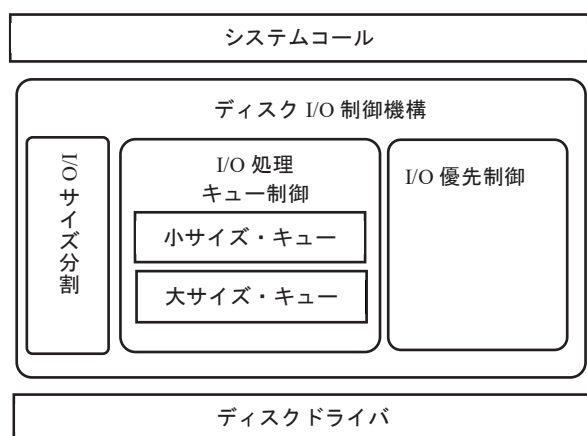 システムコール
ディスク I/O 制御機構
I/Oサイズ分割
I/O 処理
キュー制御
小サイズ・キュー
大サイズ・キュー
I/O 優先制御
ディスクドライバ